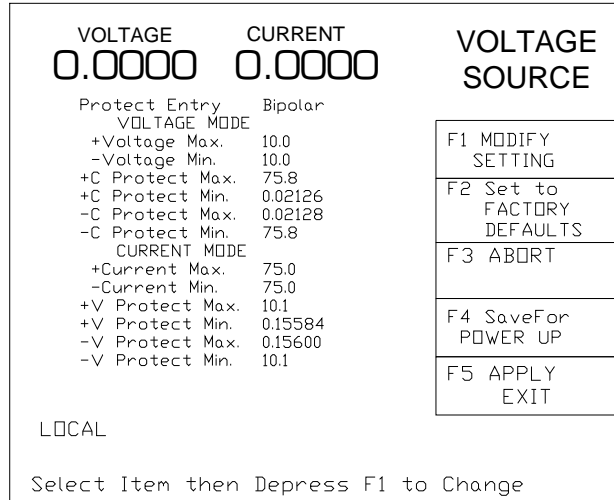 VOLTAGE CURRENT
0.0000 0.0000
VOLTAGE
SOURCE
Protect Entry Bipolar
VOLTAGE MODE
+Voltage Max. 10.0
-Voltage Min. 10.0
+C Protect Max. 75.8
+C Protect Min. 0.02126
-C Protect Max. 0.02128
-C Protect Min. 75.8
CURRENT MODE
+Current Max. 75.0
-Current Min. 75.0
+V Protect Max. 10.1
+V Protect Min. 0.15584
-V Protect Max. 0.15600
-V Protect Min. 10.1
F1 MODIFY
SETTING
F2 Set to
FACTORY
DEFAULTS
F3 ABORT
F4 SaveFor
POWER UP
F5 APPLY
EXIT
LOCAL
Select Item then Depress F1 to Change